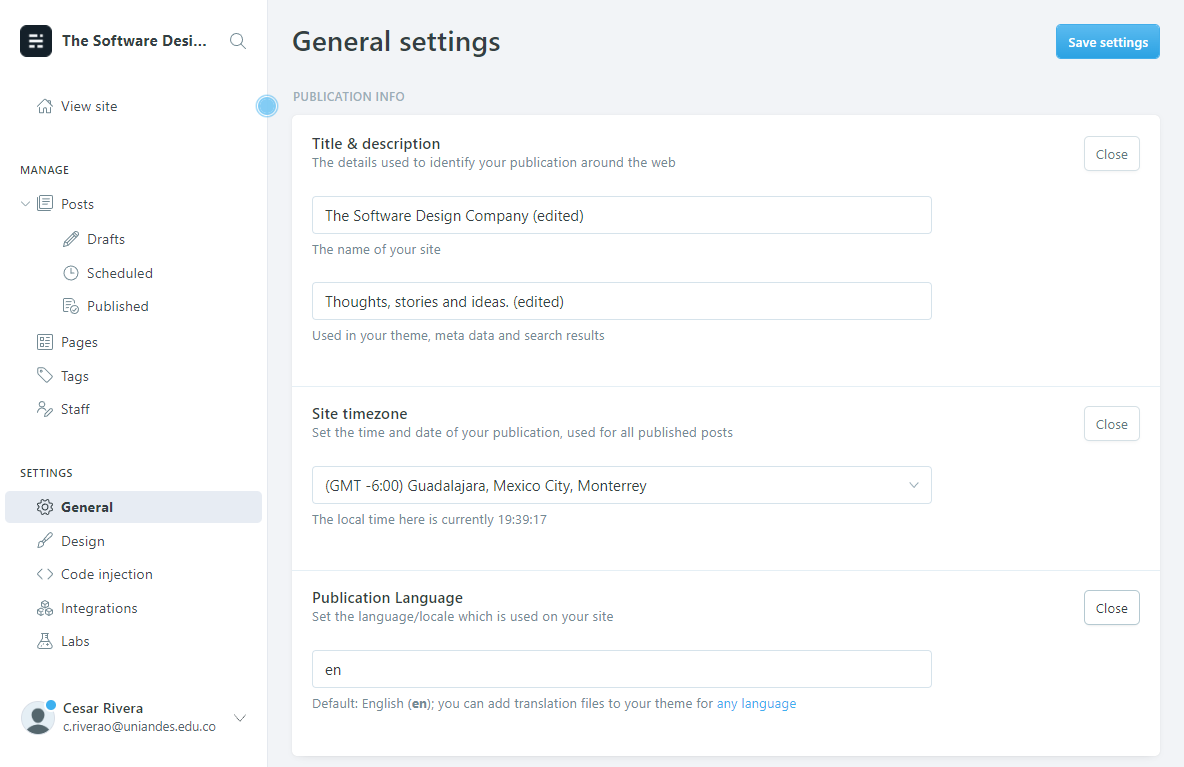 The Software Desi...
View site
MANAGE
Posts
Drafts
Scheduled
Published
Pages
Tags
Staff
SETTINGS
General
Design
Code injection
Integrations
Labs
Cesar Rivera
c.riverao@uniandes.edu.co
General settings
Save settings
PUBLICATION INFO
Title & description
The details used to identify your publication around the web
Close
The Software Design Company (edited)
The name of your site
Thoughts, stories and ideas. (edited)
Used in your theme, meta data and search results
Site timezone
Set the time and date of your publication, used for all published posts
Close
(GMT -6:00) Guadalajara, Mexico City, Monterrey
The local time here is currently 19:39:17
Publication Language
Set the language/locale which is used on your site
Close
en
Default: English (en); you can add translation files to your theme for any language